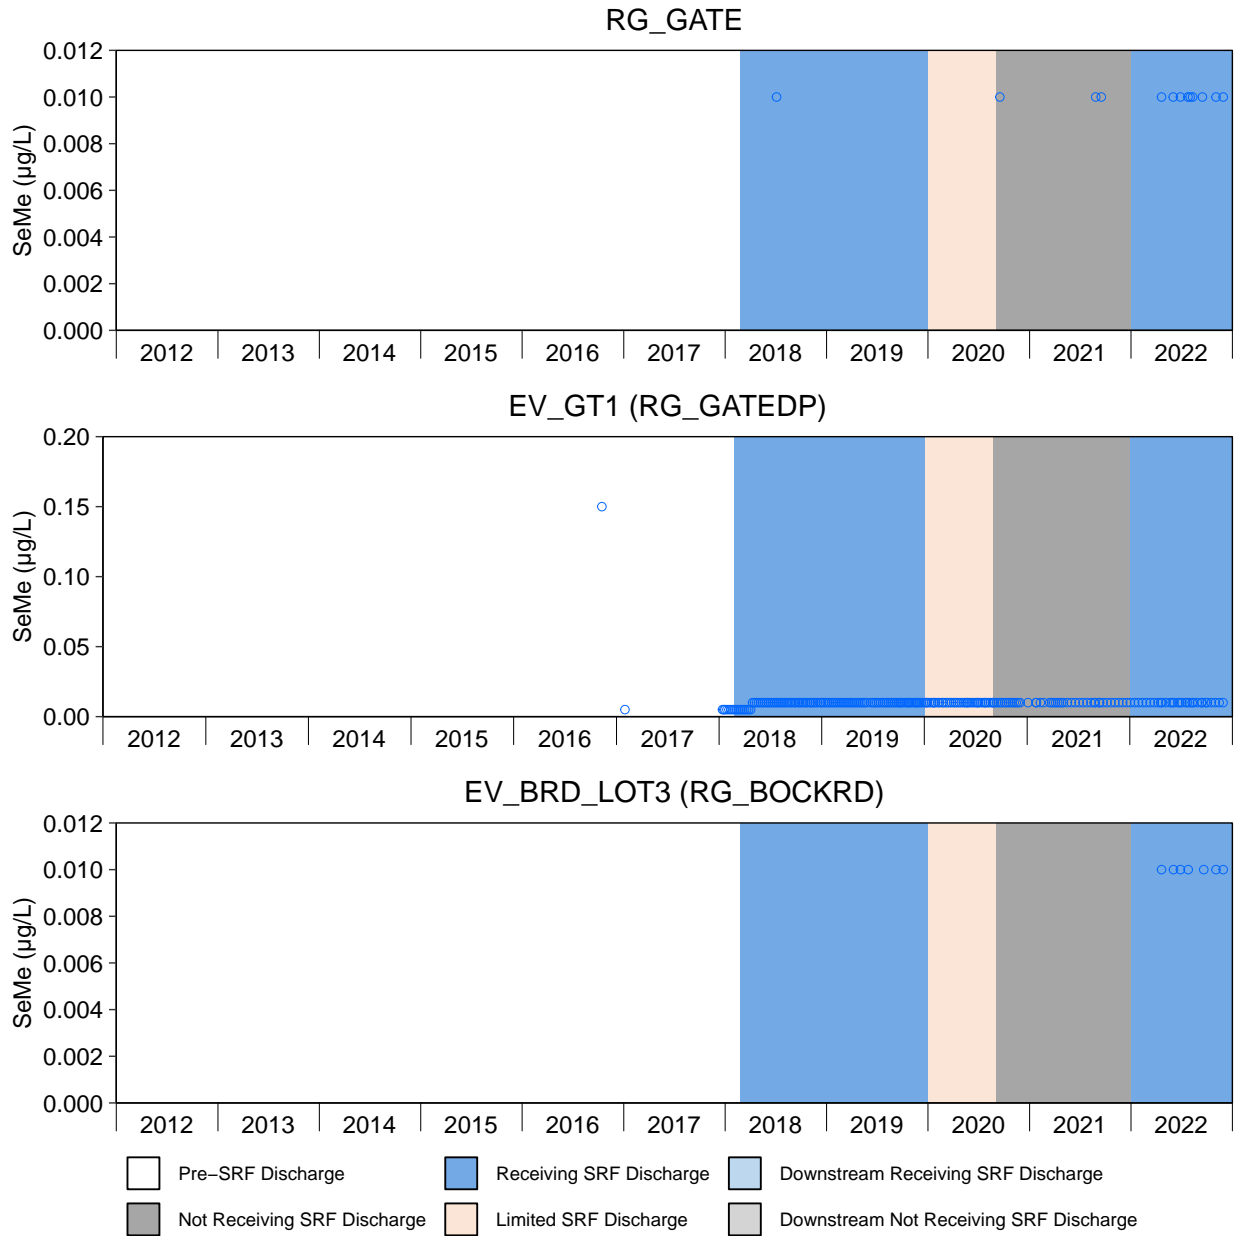 RG_GATE
SeMe (µg/L)
0.012
0.010
0.008
0.006
0.004
0.002
0.000
2012 2013 2014 2015 2016 2017 2018 2019 2020 2021 2022
EV_GT1 (RG_GATEDP)
SeMe (µg/L)
0.20
0.15
0.10
0.05
0.00
2012 2013 2014 2015 2016 2017 2018 2019 2020 2021 2022
EV_BRD_LOT3 (RG_BOCKRD)
SeMe (µg/L)
0.012
0.010
0.008
0.006
0.004
0.002
0.000
2012 2013 2014 2015 2016 2017 2018 2019 2020 2021 2022
Pre−SRF Discharge Receiving SRF Discharge Downstream Receiving SRF Discharge
Not Receiving SRF Discharge Limited SRF Discharge Downstream Not Receiving SRF Discharge